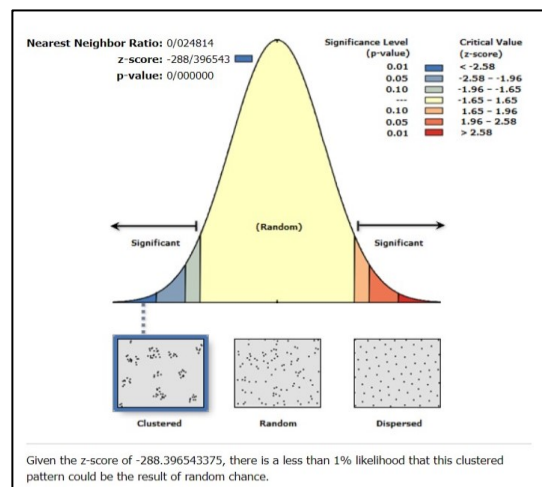 Nearest Neighbor Ratio: 0/024814
z-score: -288/396543
p-value: 0/000000
Significance Level
(p-value)
Critical Value
(z-score)
0.01 < -2.58
0.05 -2.58 – -1.96
0.10 -1.96 – -1.65
--- -1.65 – 1.65
0.10 1.65 – 1.96
0.05 1.96 – 2.58
0.01 > 2.58
(Random)
Significant
Significant
Clustered
Random
Dispersed
Given the z-score of -288.396543375, there is a less than 1% likelihood that this clustered
pattern could be the result of random chance.